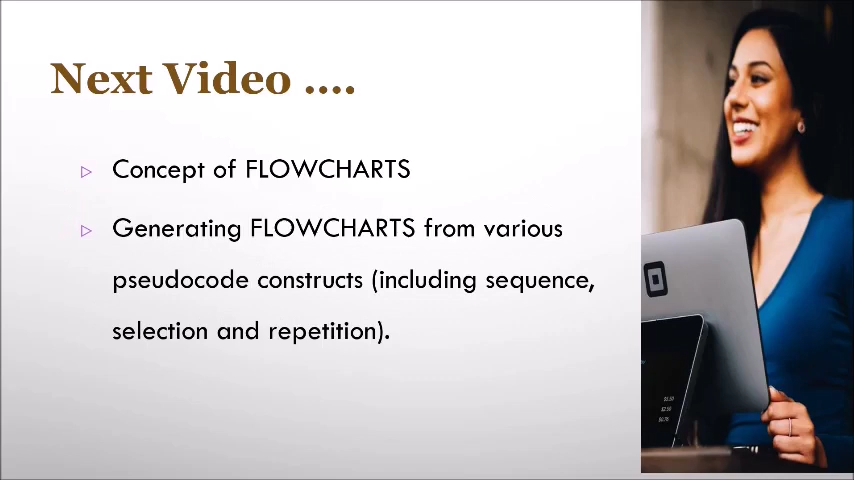 Next Video ....
Concept of FLOWCHARTS
Generating FLOWCHARTS from various
pseudocode constructs (including sequence,
selection and repetition).